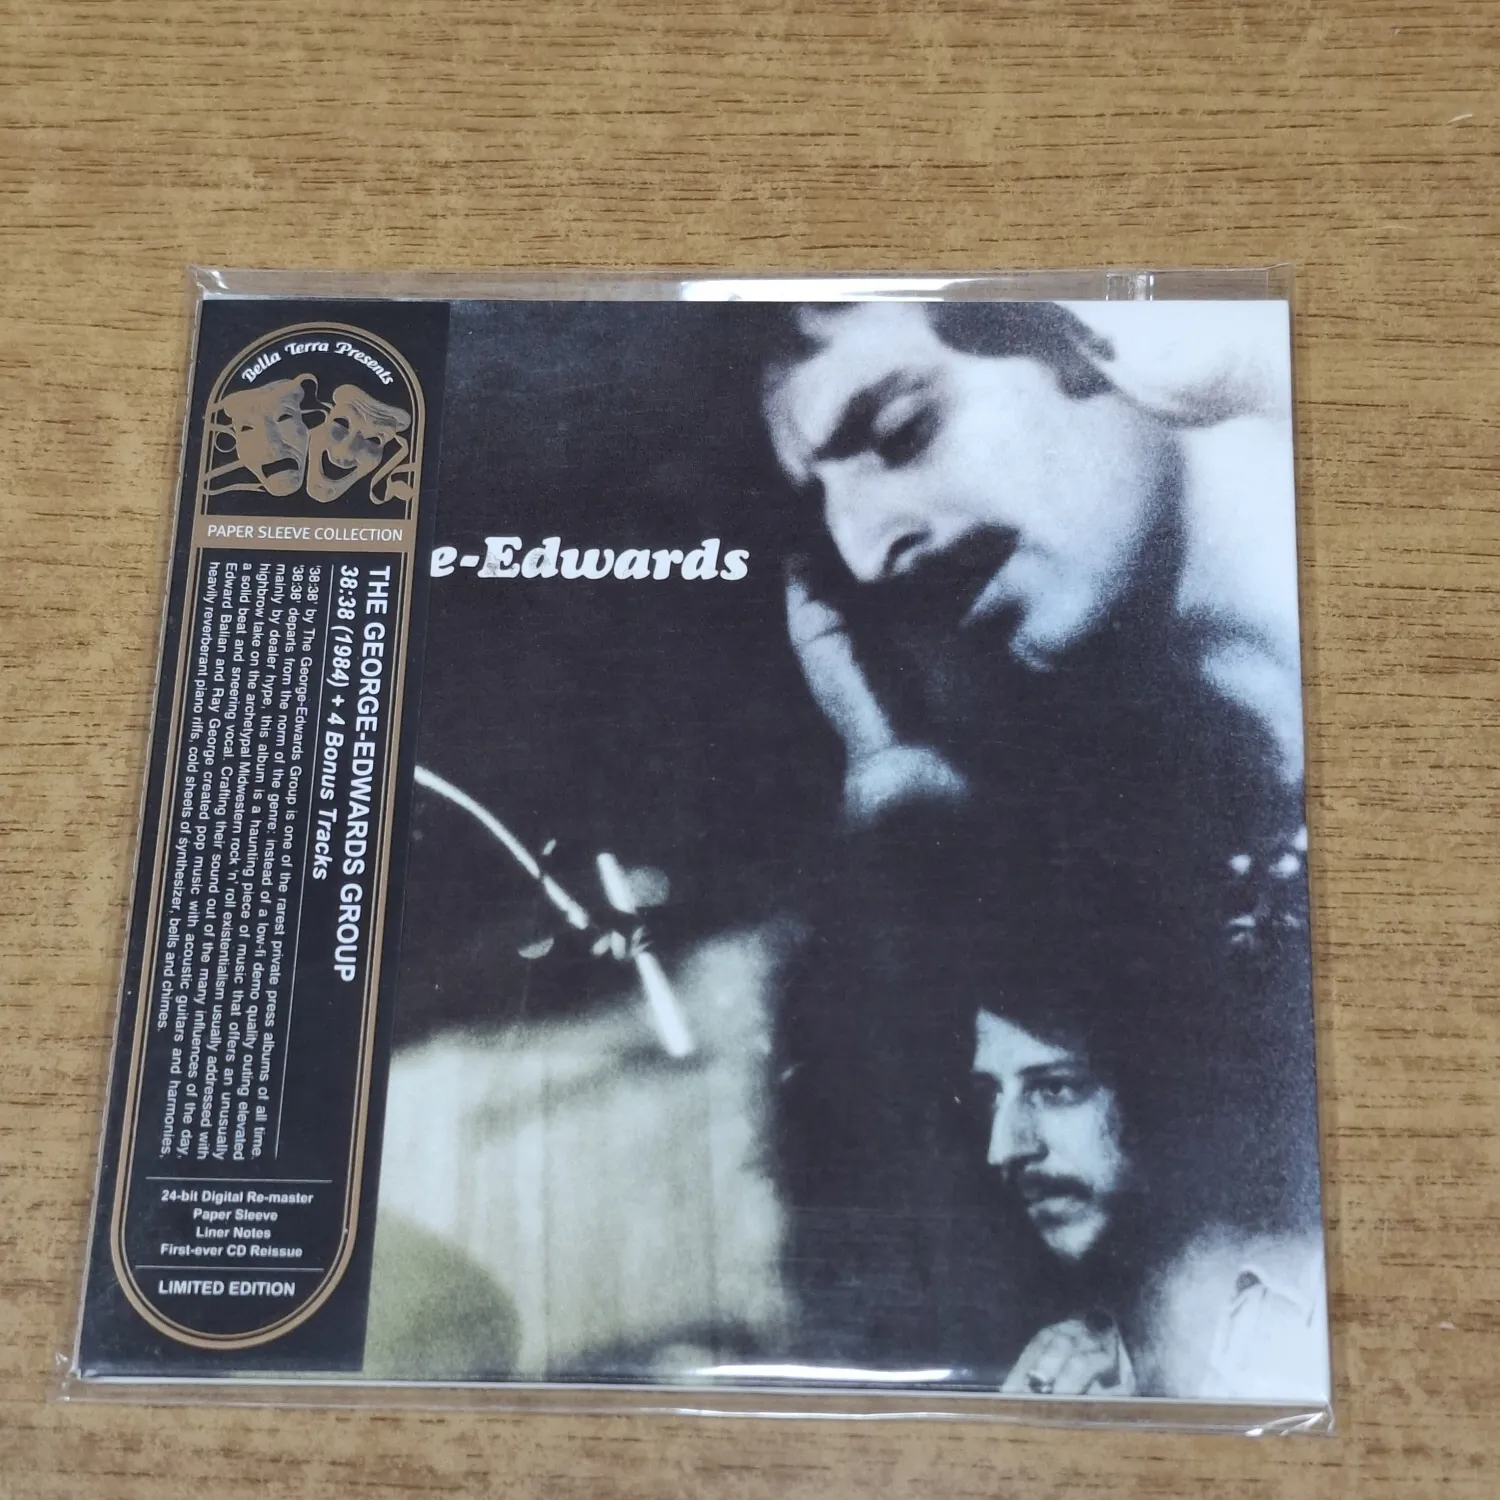 Bella Terra Presents
PAPER SLEEVE COLLECTION
THE GEORGE-EDWARDS GROUP
38:38 (1984) + 4 Bonus Tracks
'38:38' by The George-Edwards Group is one of the rarest private press albums of all time.
'38:38' departs from the norm of the genre: instead of a low-fi demo quality outing elevated
mainly by dealer hype, this album is a haunting piece of music that offers an unusually
highbrow take on the archetypal Midwestern rock 'n' roll existentialism usually addressed with
a solid beat and sneering vocal. Crafting their sound out of the many influences of the day,
Edward Balian and Ray George created pop music with acoustic guitars and harmonies,
heavily reverberant piano riffs, cold sheets of synthesizer, bells and chimes.
24-bit Digital Re-master
Paper Sleeve
Liner Notes
First-ever CD Reissue
LIMITED EDITION
e-Edwards